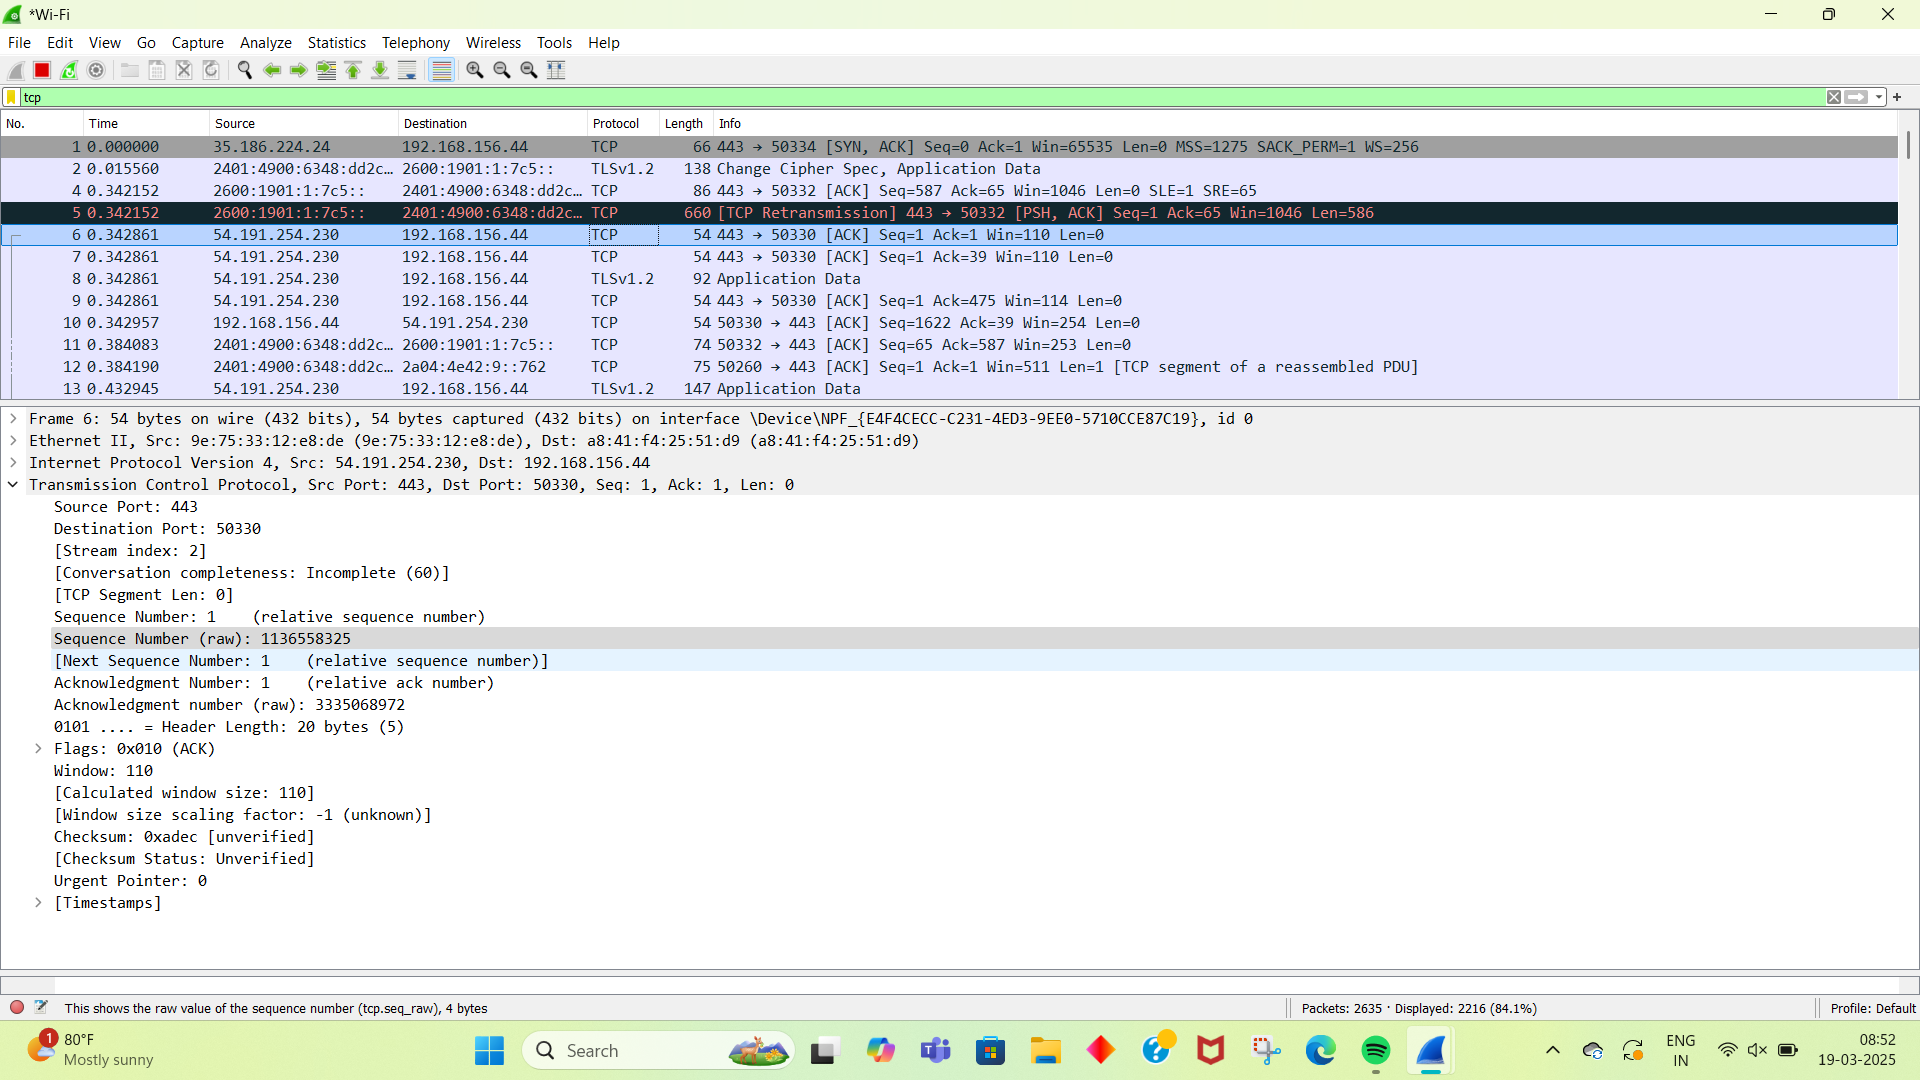 *Wi-Fi
File Edit View Go Capture Analyze Statistics Telephony Wireless Tools Help
tcp
No. Time Source Destination Protocol Length Info
1 0.000000 35.186.224.24 192.168.156.44 TCP 66 443 → 50334 [SYN, ACK] Seq=0 Ack=1 Win=65535 Len=0 MSS=1275 SACK_PERM=1 WS=256
2 0.015560 2401:4900:6348:dd2c… 2600:1901:1:7c5:: TLSv1.2 138 Change Cipher Spec, Application Data
4 0.342152 2600:1901:1:7c5:: 2401:4900:6348:dd2c… TCP 86 443 → 50332 [ACK] Seq=587 Ack=65 Win=1046 Len=0 SLE=1 SRE=65
5 0.342152 2600:1901:1:7c5:: 2401:4900:6348:dd2c… TCP 660 [TCP Retransmission] 443 → 50332 [PSH, ACK] Seq=1 Ack=65 Win=1046 Len=586
6 0.342861 54.191.254.230 192.168.156.44 TCP 54 443 → 50330 [ACK] Seq=1 Ack=1 Win=110 Len=0
7 0.342861 54.191.254.230 192.168.156.44 TCP 54 443 → 50330 [ACK] Seq=1 Ack=39 Win=110 Len=0
8 0.342861 54.191.254.230 192.168.156.44 TLSv1.2 92 Application Data
9 0.342861 54.191.254.230 192.168.156.44 TCP 54 443 → 50330 [ACK] Seq=1 Ack=475 Win=114 Len=0
10 0.342957 192.168.156.44 54.191.254.230 TCP 54 50330 → 443 [ACK] Seq=1622 Ack=39 Win=254 Len=0
11 0.384083 2401:4900:6348:dd2c… 2600:1901:1:7c5:: TCP 74 50332 → 443 [ACK] Seq=65 Ack=587 Win=253 Len=0
12 0.384190 2401:4900:6348:dd2c… 2a04:4e42:9::762 TCP 75 50260 → 443 [ACK] Seq=1 Ack=1 Win=511 Len=1 [TCP segment of a reassembled PDU]
13 0.432945 54.191.254.230 192.168.156.44 TLSv1.2 147 Application Data
Frame 6: 54 bytes on wire (432 bits), 54 bytes captured (432 bits) on interface \Device\NPF_{E4F4CECC-C231-4ED3-9EE0-5710CCE87C19}, id 0
Ethernet II, Src: 9e:75:33:12:e8:de (9e:75:33:12:e8:de), Dst: a8:41:f4:25:51:d9 (a8:41:f4:25:51:d9)
Internet Protocol Version 4, Src: 54.191.254.230, Dst: 192.168.156.44
Transmission Control Protocol, Src Port: 443, Dst Port: 50330, Seq: 1, Ack: 1, Len: 0
Source Port: 443
Destination Port: 50330
[Stream index: 2]
[Conversation completeness: Incomplete (60)]
[TCP Segment Len: 0]
Sequence Number: 1 (relative sequence number)
Sequence Number (raw): 1136558325
[Next Sequence Number: 1 (relative sequence number)]
Acknowledgment Number: 1 (relative ack number)
Acknowledgment number (raw): 3335068972
0101 .... = Header Length: 20 bytes (5)
Flags: 0x010 (ACK)
Window: 110
[Calculated window size: 110]
[Window size scaling factor: -1 (unknown)]
Checksum: 0xadec [unverified]
[Checksum Status: Unverified]
Urgent Pointer: 0
[Timestamps]
This shows the raw value of the sequence number (tcp.seq_raw), 4 bytes Packets: 2635 · Displayed: 2216 (84.1%) Profile: Default
1 80°F Search ENG 08:52
Mostly sunny IN 19-03-2025